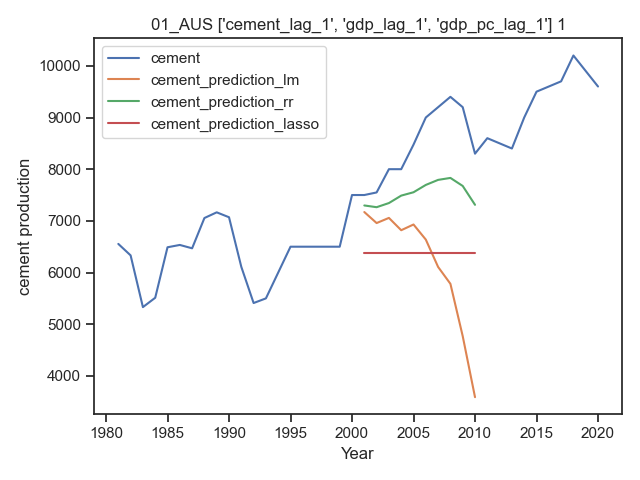 01_AUS ['cement_lag_1', 'gdp_lag_1', 'gdp_pc_lag_1'] 1
cement
cement_prediction_lm
cement_prediction_rr
cement_prediction_lasso
cement production
10000
9000
8000
7000
6000
5000
4000
1980 1985 1990 1995 2000 2005 2010 2015 2020
Year